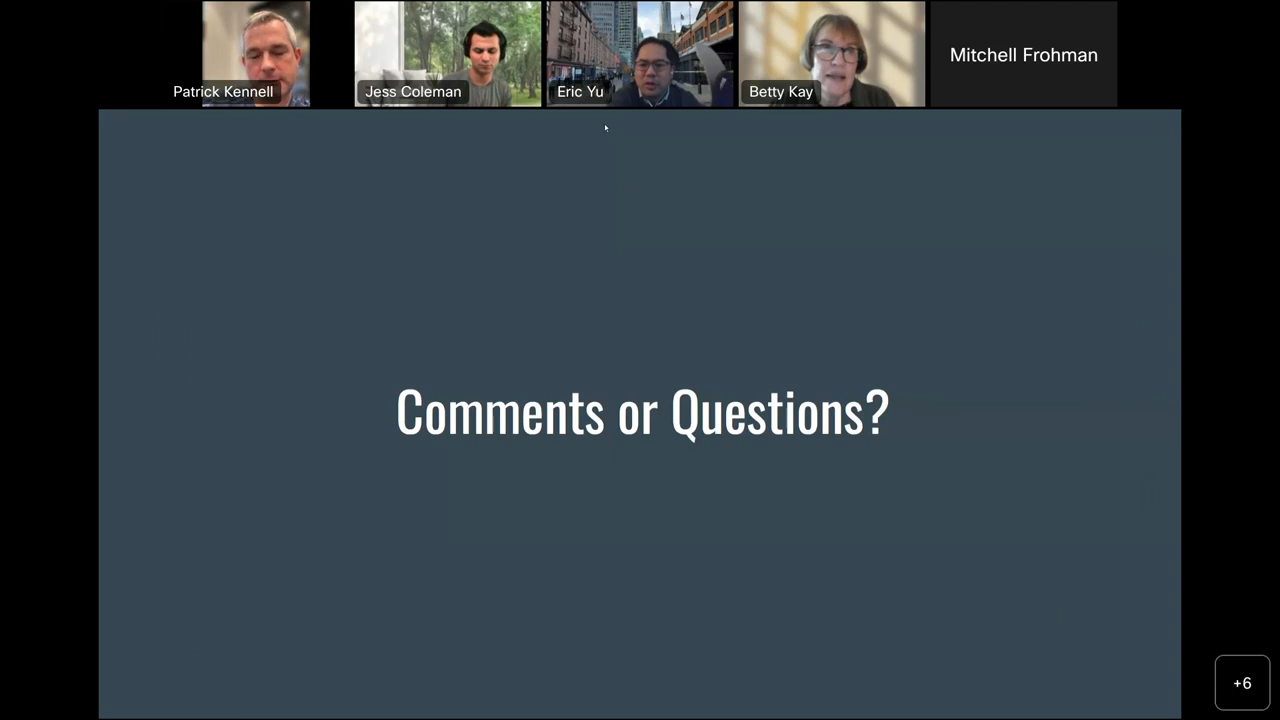 Patrick Kennell
Jess Coleman
Eric Yu
Betty Kay
Mitchell Frohman
Comments or Questions?
+6